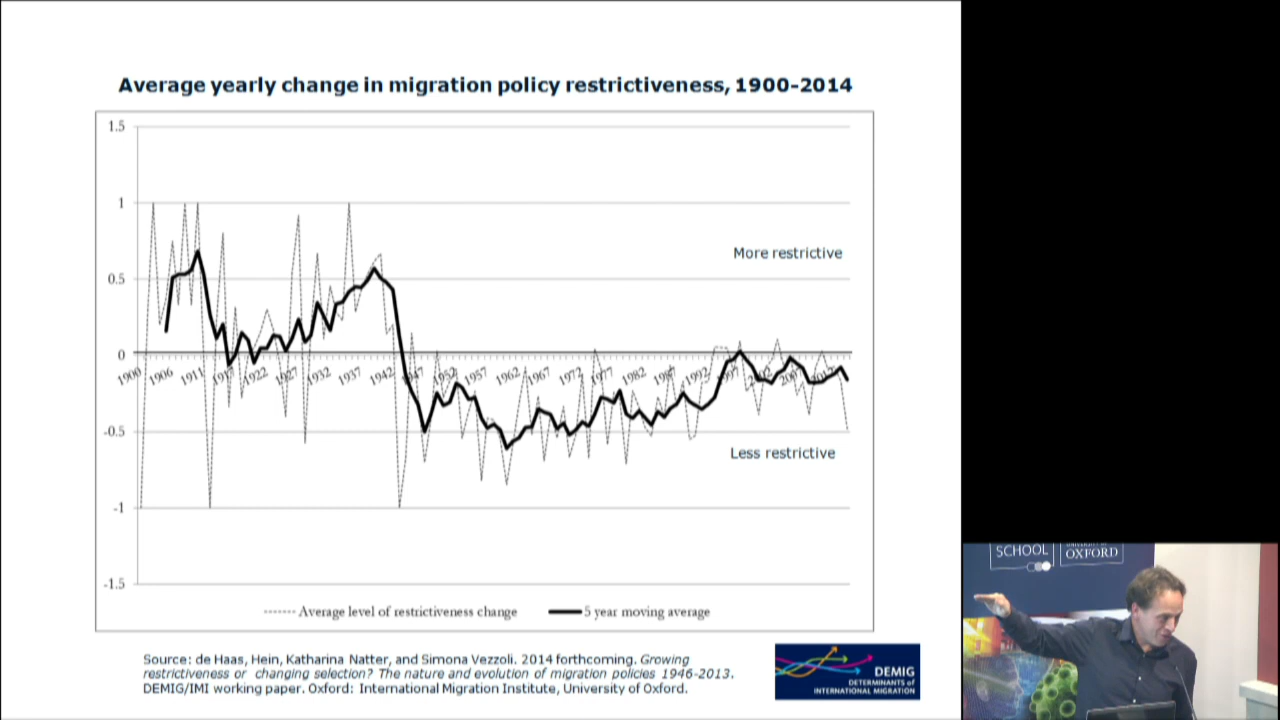 Average yearly change in migration policy restrictiveness, 1900-2014
1.5
1
0.5
0
-0.5
-1
-1.5
More restrictive
Less restrictive
1900 1906 1911 1922 1927 1932 1937 1942 1947 1952 1957 1962 1967 1972 1977 1982 1987 1992
Average level of restrictiveness change 5 year moving average
Source: de Haas, Hein, Katharina Natter, and Simona Vezzoli. 2014 forthcoming. Growing
restrictiveness or changing selection? The nature and evolution of migration policies 1946-2013.
DEMIG/IMI working paper. Oxford: International Migration Institute, University of Oxford.
DEMIG
DETERMINANTS of
INTERNATIONAL MIGRATION
SCHOOL
OXFORD